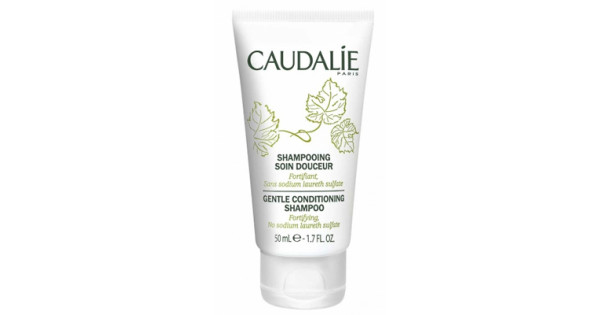 CAUDALÍE
PARIS
SHAMPOOING
SOIN DOUCEUR
Fortifiant,
Sans sodium laureth sulfate
GENTLE CONDITIONING
SHAMPOO
Fortifying,
No sodium laureth sulfate
50 mL ℮ - 1.7 FL. OZ.